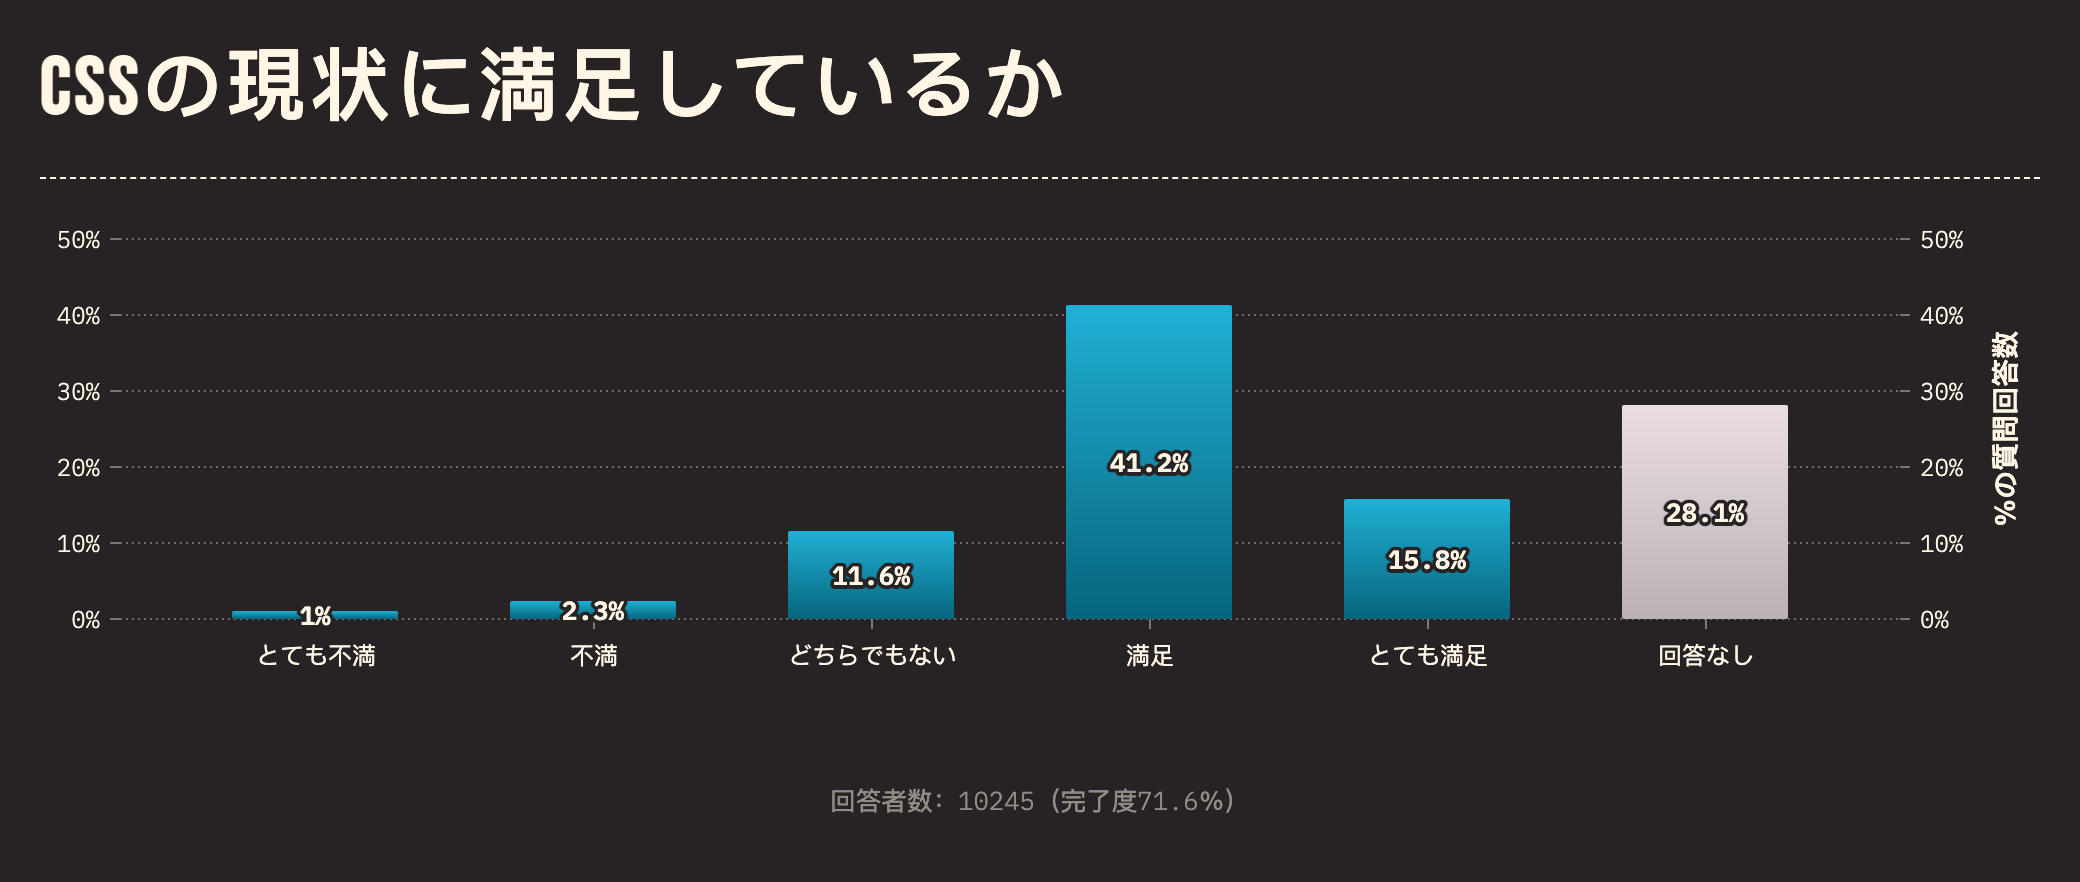 CSSの現状に満足しているか
50%
50%
40%
40%
30%
30%
20%
20%
10%
10%
0%
0%
%の質問回答数
1%
2.3%
11.6%
41.2%
15.8%
28.1%
とても不満
不満
どちらでもない
満足
とても満足
回答なし
回答者数: 10245 (完了度71.6%)